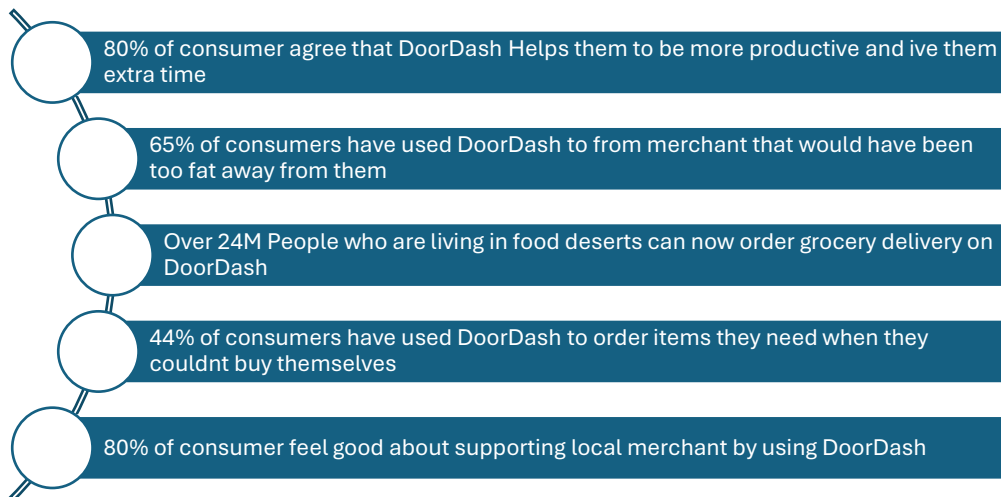 80% of consumer agree that DoorDash Helps them to be more productive and ive them
extra time
65% of consumers have used DoorDash to from merchant that would have been
too fat away from them
Over 24M People who are living in food deserts can now order grocery delivery on
DoorDash
44% of consumers have used DoorDash to order items they need when they
couldnt buy themselves
80% of consumer feel good about supporting local merchant by using DoorDash